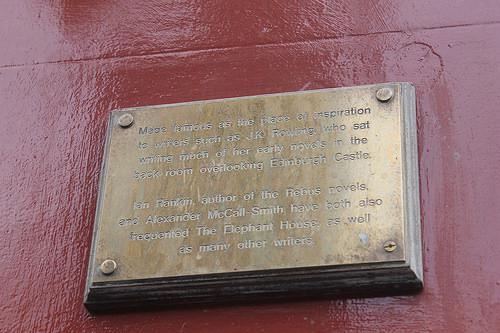 Made famous as the place of inspiration
to writers such as J.K. Rowling, who sat
writing much of her early novels in the
back room overlooking Edinburgh Castle.
Ian Rankin, author of the Rebus novels,
and Alexander McCall-Smith have both also
frequented The Elephant House, as well
as many other writers.